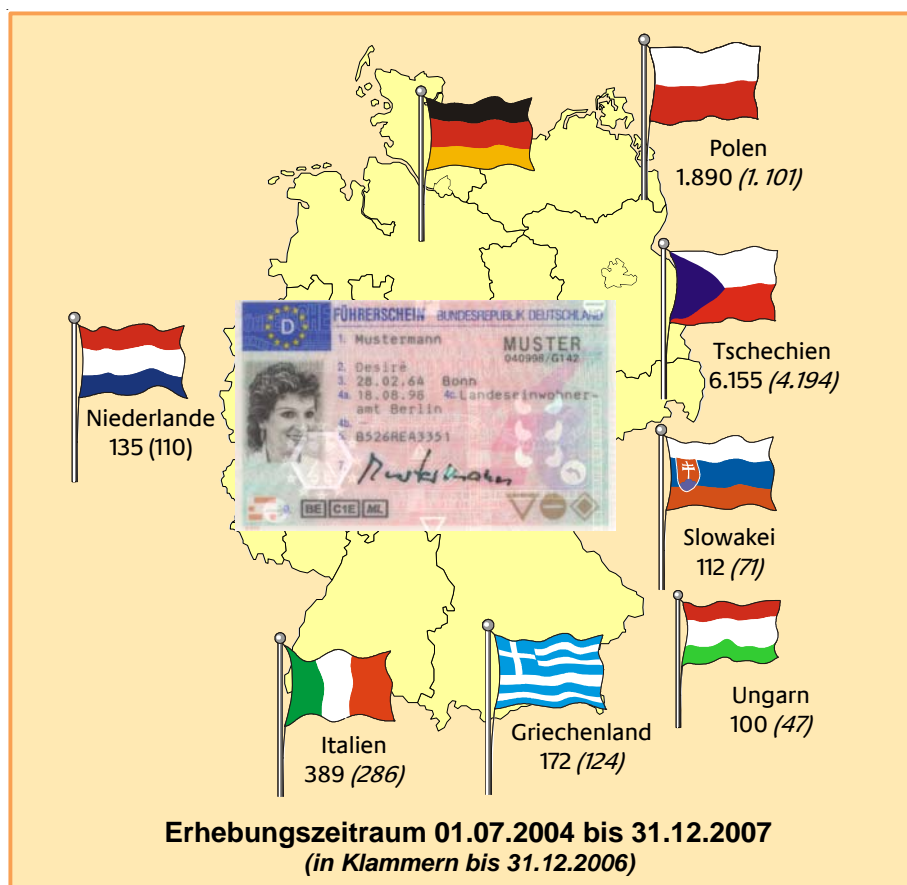 Polen
1.890 (1. 101)
Tschechien
6.155 (4.194)
Niederlande
135 (110)
D
FÜHRERSCHEIN BUNDESREPUBLIK DEUTSCHLAND
1. Mustermann
MUSTER
040998/G142
2. Desiré
3. 28.02.64 Bonn
4a. 18.08.98 4c. Landeseinwohner-
amt Berlin
4b. -
5. B526REA3351
7. Mustermann
9. BE C1E ML
Slowakei
112 (71)
Ungarn
100 (47)
Italien
389 (286)
Griechenland
172 (124)
Erhebungszeitraum 01.07.2004 bis 31.12.2007
(in Klammern bis 31.12.2006)